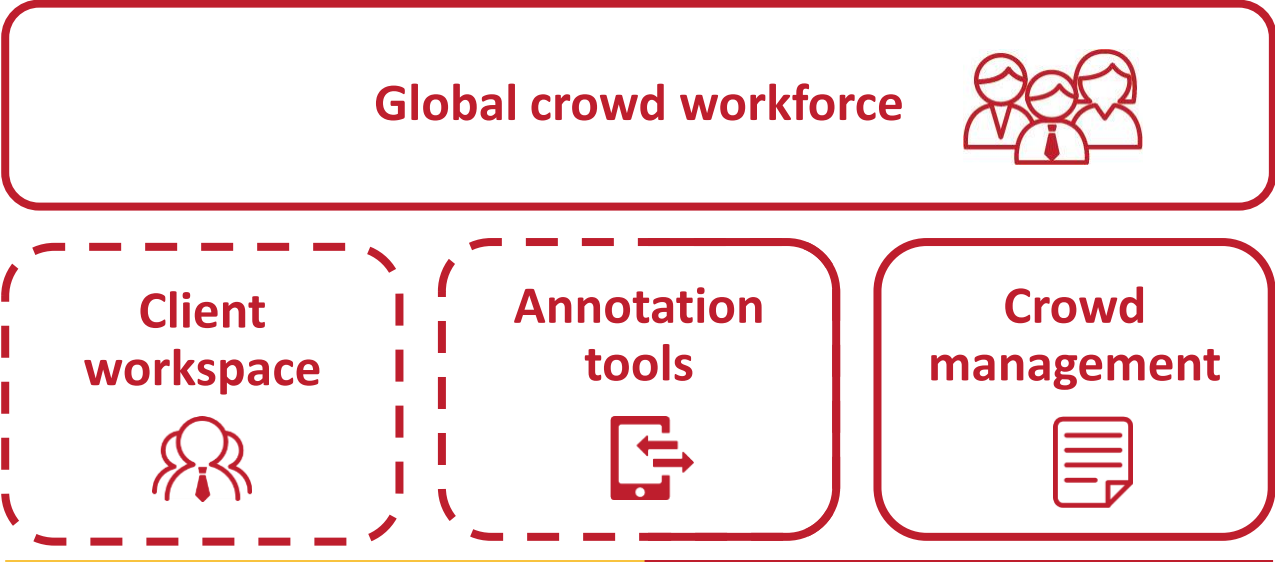 Global crowd workforce
Client
workspace
Annotation
tools
Crowd
management